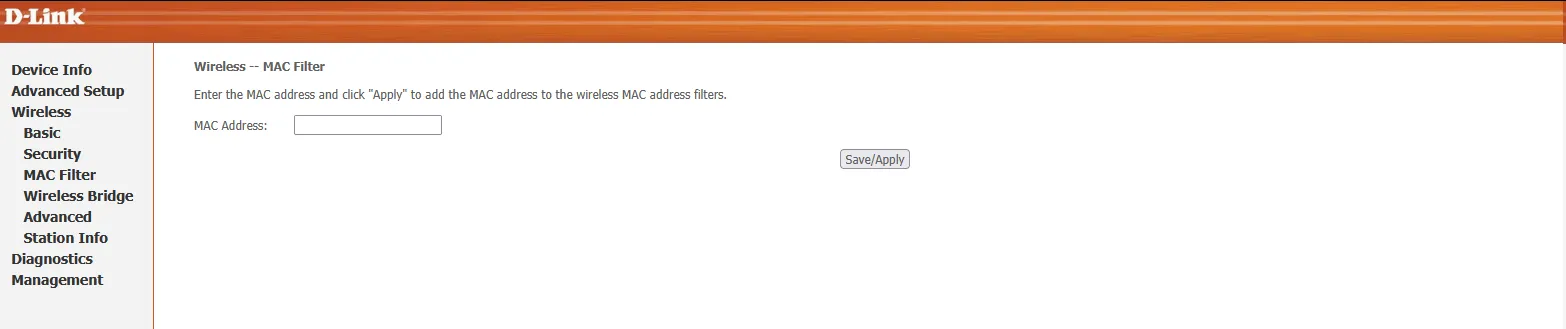 D-Link
Device Info
Advanced Setup
Wireless
Basic
Security
MAC Filter
Wireless Bridge
Advanced
Station Info
Diagnostics
Management
Wireless -- MAC Filter
Enter the MAC address and click "Apply" to add the MAC address to the wireless MAC address filters.
MAC Address:
Save/Apply